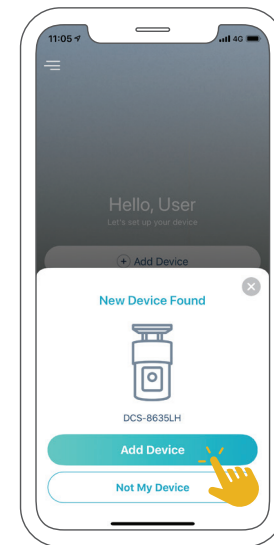 11:05
4G
Hello, User
Let's set up your device
Add Device
New Device Found
DCS-8635LH
Add Device
Not My Device